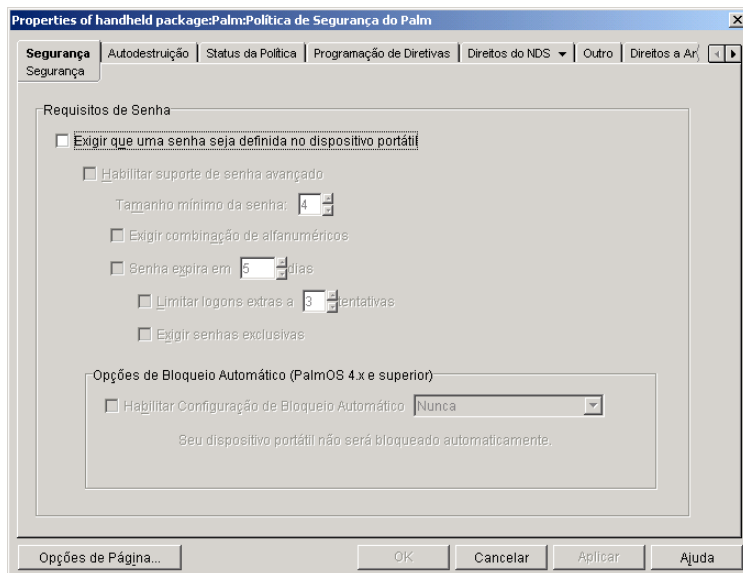 Properties of handheld package:Palm:Política de Segurança do Palm
Segurança Autodestruição Status da Política Programação de Diretivas Direitos do NDS Outro Direitos a Ar
Segurança
Requisitos de Senha
Exigir que uma senha seja definida no dispositivo portátil
Habilitar suporte de senha avançado
Tamanho mínimo da senha: 4
Exigir combinação de alfanuméricos
Senha expira em 5 dias
Limitar logons extras a 3 tentativas
Exigir senhas exclusivas
Opções de Bloqueio Automático (PalmOS 4.x e superior)
Habilitar Configuração de Bloqueio Automático Nunca
Seu dispositivo portátil não será bloqueado automaticamente.
Opções de Página... OK Cancelar Aplicar Ajuda